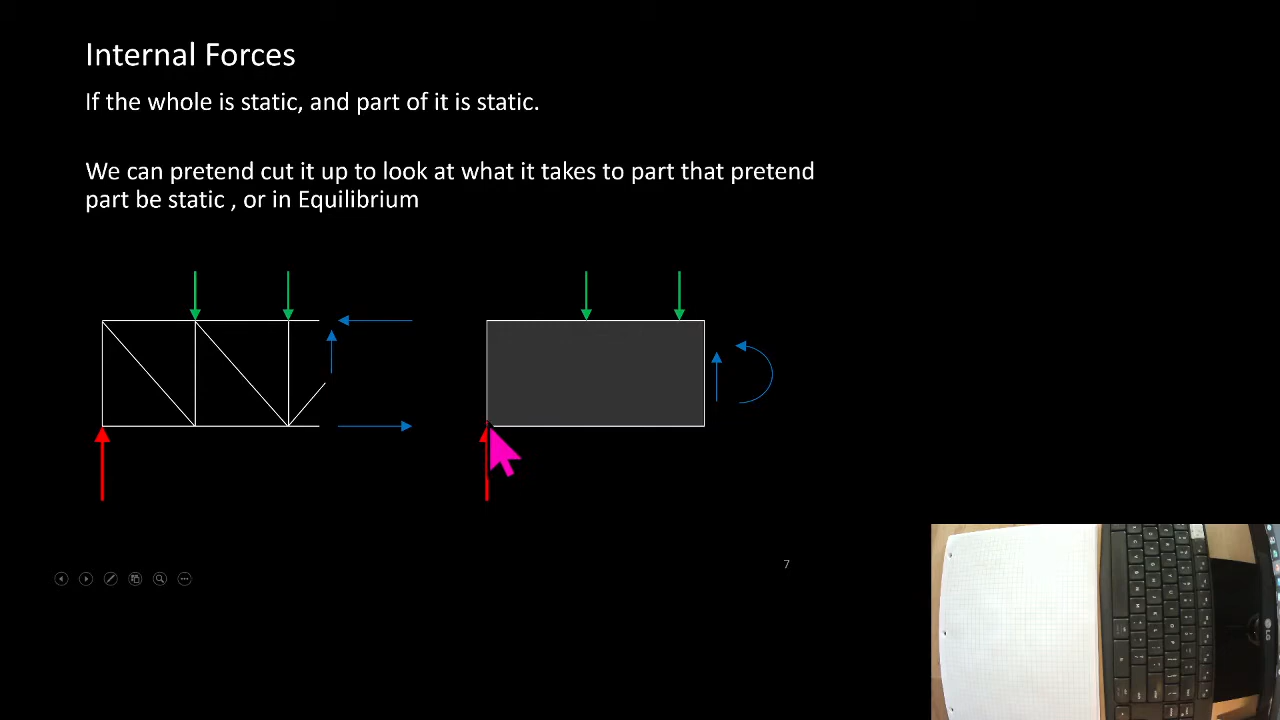 Internal Forces
If the whole is static, and part of it is static.
We can pretend cut it up to look at what it takes to part that pretend
part be static , or in Equilibrium
7
LG